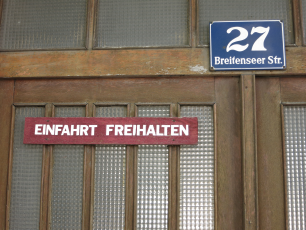 27
Breitenseer Str.
EINFAHRT FREIHALTEN